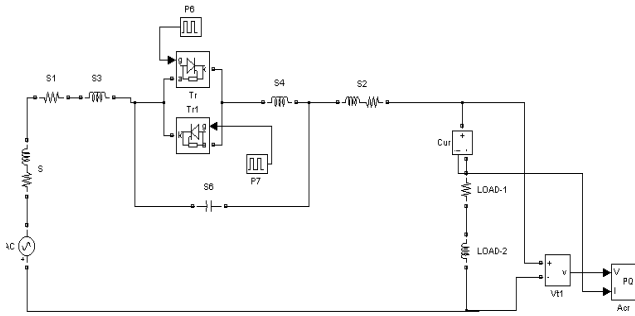 P6
S1
S3
g
a
k
Tr
Tr1
k
g
a
S4
S2
P7
S6
S
AC
+
+
-
i
Cur
LOAD-1
LOAD-2
+
-
v
Vt1
V
I
PQ
Acr